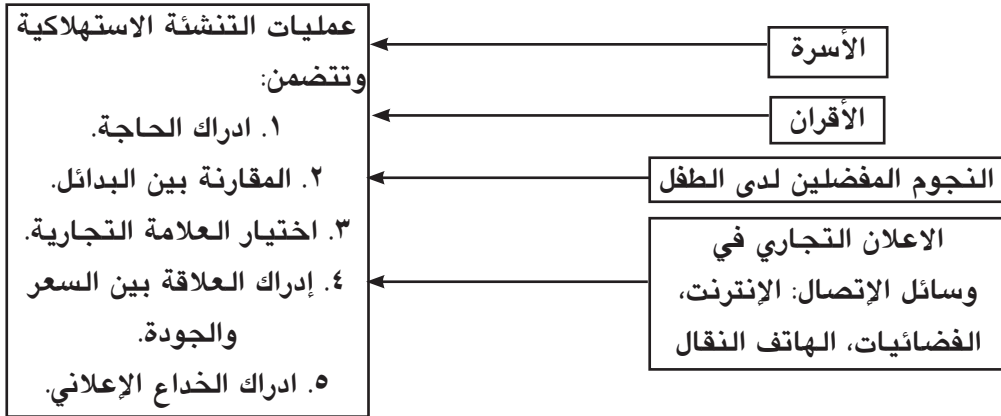 الأسرة
الأقران
النجوم المفضلين لدى الطفل
الاعلان التجاري في
وسائل الإتصال: الإنترنت،
الفضائيات، الهاتف النقال
عمليات التنشئة الاستهلاكية
وتتضمن:
١. ادراك الحاجة.
٢. المقارنة بين البدائل.
٣. اختيار العلامة التجارية.
٤. إدراك العلاقة بين السعر
والجودة.
٥. ادراك الخداع الإعلاني.